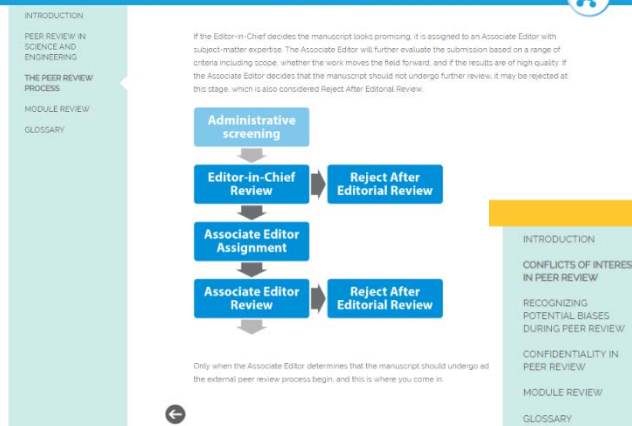 INTRODUCTION
PEER REVIEW IN
SCIENCE AND
ENGINEERING
THE PEER REVIEW
PROCESS
MODULE REVIEW
GLOSSARY
If the Editor-in-Chief decides the manuscript looks promising, it is assigned to an Associate Editor with
subject-matter expertise. The Associate Editor will further evaluate the submission based on a range of
criteria including scope, whether the work moves the field forward, and if the results are of high quality. If
the Associate Editor decides that the manuscript should not undergo further review, it may be rejected at
this stage, which is also considered Reject After Editorial Review.
Administrative
screening
Editor-in-Chief
Review
Reject After
Editorial Review
Associate Editor
Assignment
Associate Editor
Review
Reject After
Editorial Review
Only when the Associate Editor determines that the manuscript should undergo ad
the external peer review process begin, and this is where you come in.
INTRODUCTION
CONFLICTS OF INTERES
IN PEER REVIEW
RECOGNIZING
POTENTIAL BIASES
DURING PEER REVIEW
CONFIDENTIALITY IN
PEER REVIEW
MODULE REVIEW
GLOSSARY